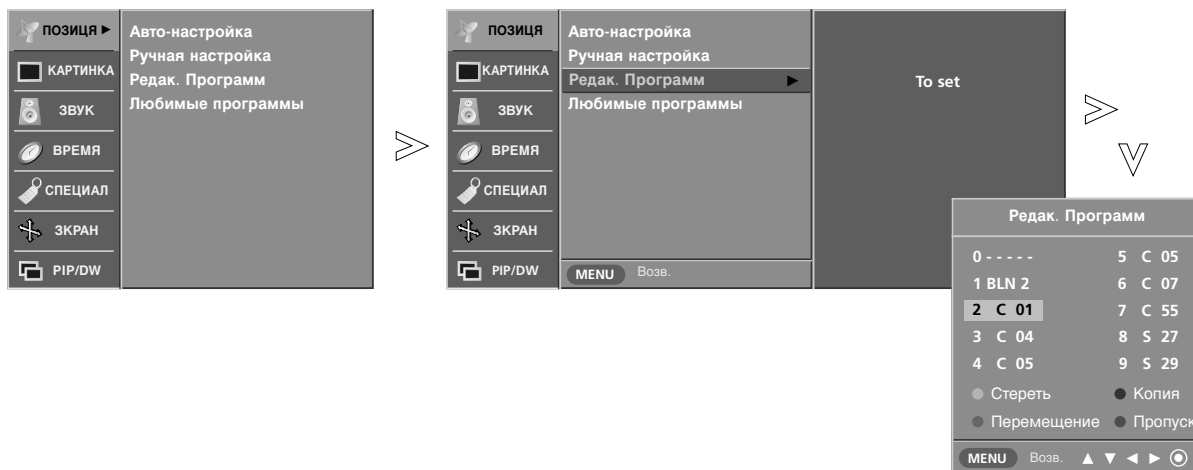 ПОЗИЦЯ ►
КАРТИНКА
ЗВУК
ВРЕМЯ
СПЕЦИАЛ
ЗКРАН
PIP/DW
Авто-настройка
Ручная настройка
Редак. Программ
Любимые программы
ПОЗИЦЯ
КАРТИНКА
ЗВУК
ВРЕМЯ
СПЕЦИАЛ
ЗКРАН
PIP/DW
Авто-настройка
Ручная настройка
Редак. Программ ►
Любимые программы
MENU Возв.
To set
Редак. Программ
0 - - - - -
1 BLN 2
2 C 01
3 C 04
4 C 05
5 C 05
6 C 07
7 C 55
8 S 27
9 S 29
Стереть
Копия
Перемещение
Пропуск
MENU Возв. ▲ ▼ ◄ ►